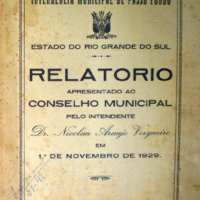 INTENDENCIA MUNICIPAL DE PASSO FUNDO
ESTADO DO RIO GRANDE DO SUL
RELATORIO
APRESENTADO AO
CONSELHO MUNICIPAL
PELO INTENDENTE
Dr. Nicolau Araujo Vergueiro
EM
1º DE NOVEMBRO DE 1929.